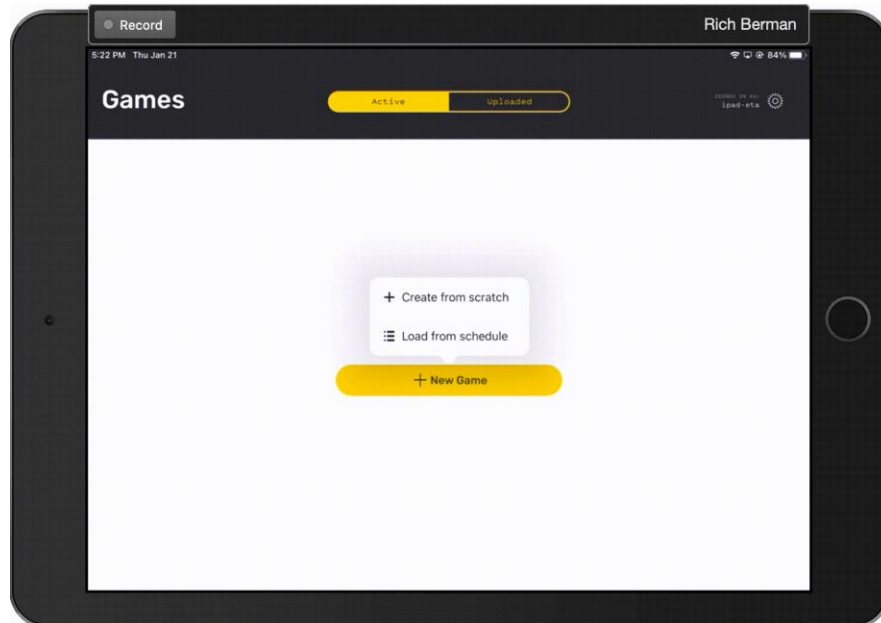 Record
Rich Berman
5:22 PM Thu Jan 21
84%
Games
Active
Uploaded
ipad-eta
+ Create from scratch
Load from schedule
+ New Game